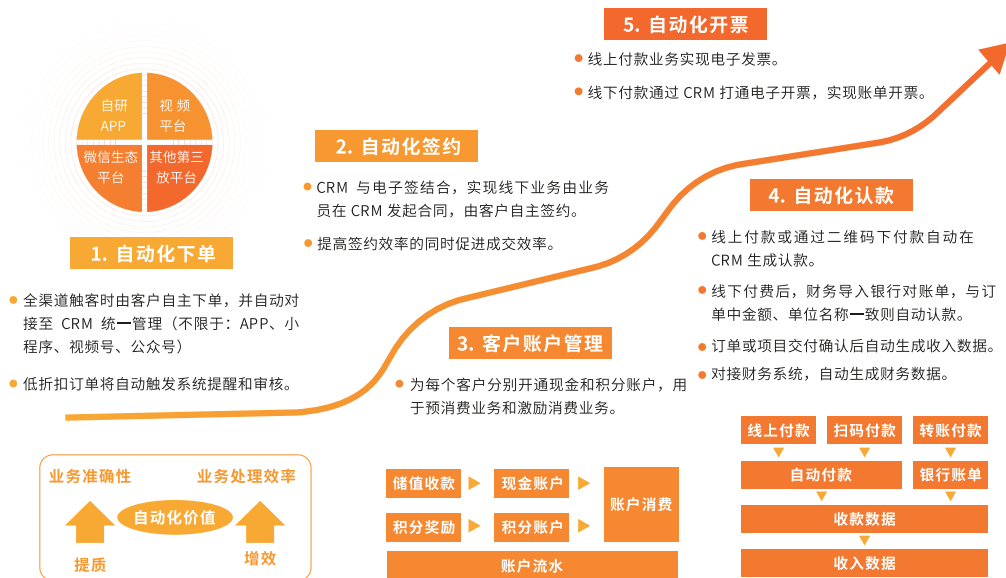 自研
APP
视 频
平台
微信生态
平台
其他第三
放平台
1. 自动化下单
全渠道触客时由客户自主下单，并自动对
接至 CRM 统一管理（不限于：APP、小
程序、视频号、公众号）
低折扣订单将自动触发系统提醒和审核。
2. 自动化签约
CRM 与电子签结合，实现线下业务由业务
员在 CRM 发起合同，由客户自主签约。
提高签约效率的同时促进成交效率。
3. 客户账户管理
为每个客户分别开通现金和积分账户，用
于预消费业务和激励消费业务。
4. 自动化认款
线上付款或通过二维码下付款自动在
CRM 生成认款。
线下付费后，财务导入银行对账单，与订
单中金额、单位名称一致则自动认款。
订单或项目交付确认后自动生成收入数据。
对接财务系统，自动生成财务数据。
5. 自动化开票
线上付款业务实现电子发票。
线下付款通过 CRM 打通电子开票，实现账单开票。
业务准确性
业务处理效率
自动化价值
提质
增效
储值收款
现金账户
账户消费
积分奖励
积分账户
账户流水
线上付款
扫码付款
转账付款
自动付款
银行账单
收款数据
收入数据